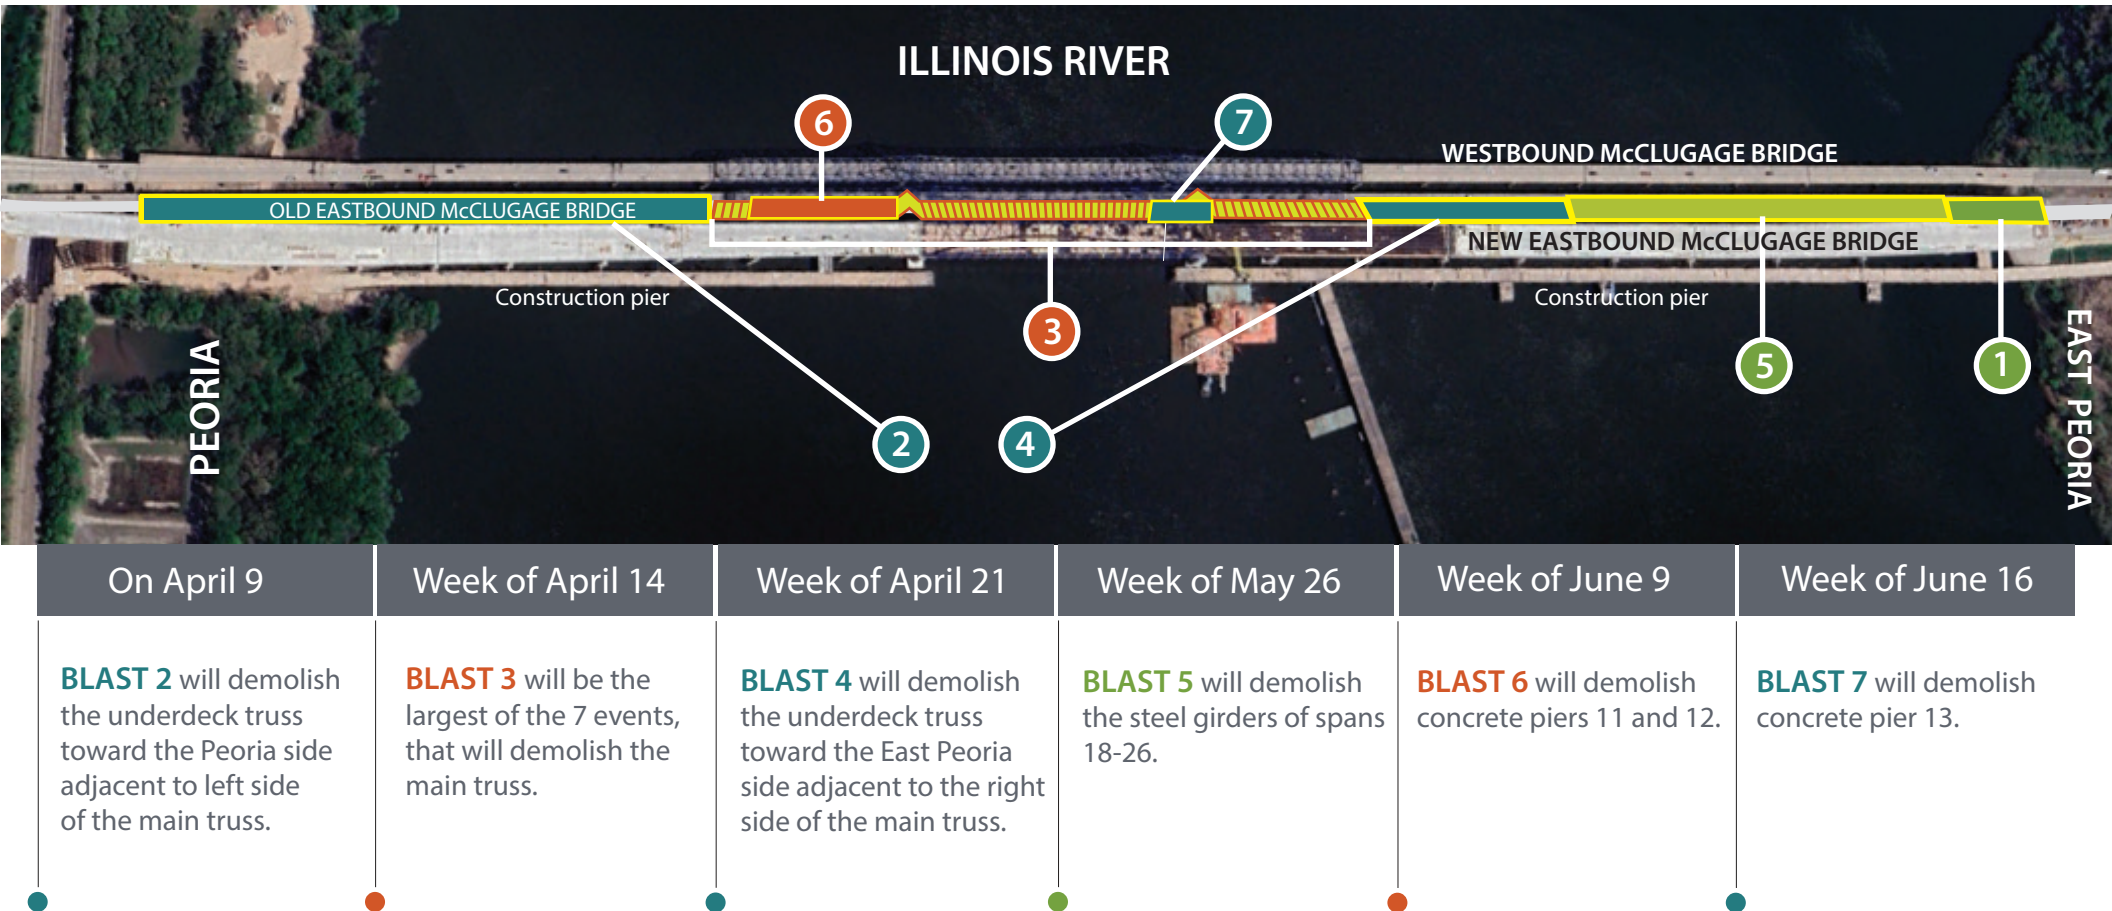 ILLINOIS RIVER
6
7
WESTBOUND McCLUGAGE BRIDGE
OLD EASTBOUND McCLUGAGE BRIDGE
NEW EASTBOUND McCLUGAGE BRIDGE
Construction pier
Construction pier
3
5
1
2
4
PEORIA
EAST PEORIA
On April 9
BLAST 2 will demolish
the underdeck truss
toward the Peoria side
adjacent to left side
of the main truss.
Week of April 14
BLAST 3 will be the
largest of the 7 events,
that will demolish the
main truss.
Week of April 21
BLAST 4 will demolish
the underdeck truss
toward the East Peoria
side adjacent to the right
side of the main truss.
Week of May 26
BLAST 5 will demolish
the steel girders of spans
18-26.
Week of June 9
BLAST 6 will demolish
concrete piers 11 and 12.
Week of June 16
BLAST 7 will demolish
concrete pier 13.